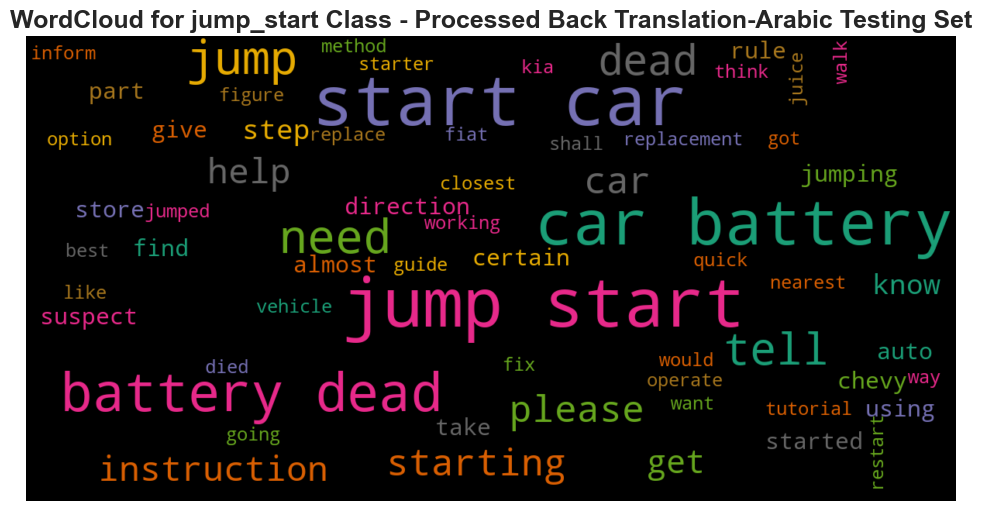 WordCloud for jump_start Class - Processed Back Translation-Arabic Testing Set
inform
jump
method
starter
kia
dead
rule
think
juice
walk
part
figure
start car
option
give
step
replace
fiat
shall
replacement
got
help
closest
car
jumping
store
jumped
direction
working
car battery
best
find
need
almost
guide
certain
quick
nearest
know
like
suspect
vehicle
jump start
tell
auto
died
fix
would
operate
chevy
way
battery dead
please
want
tutorial
using
going
take
started
restart
instruction
starting
get